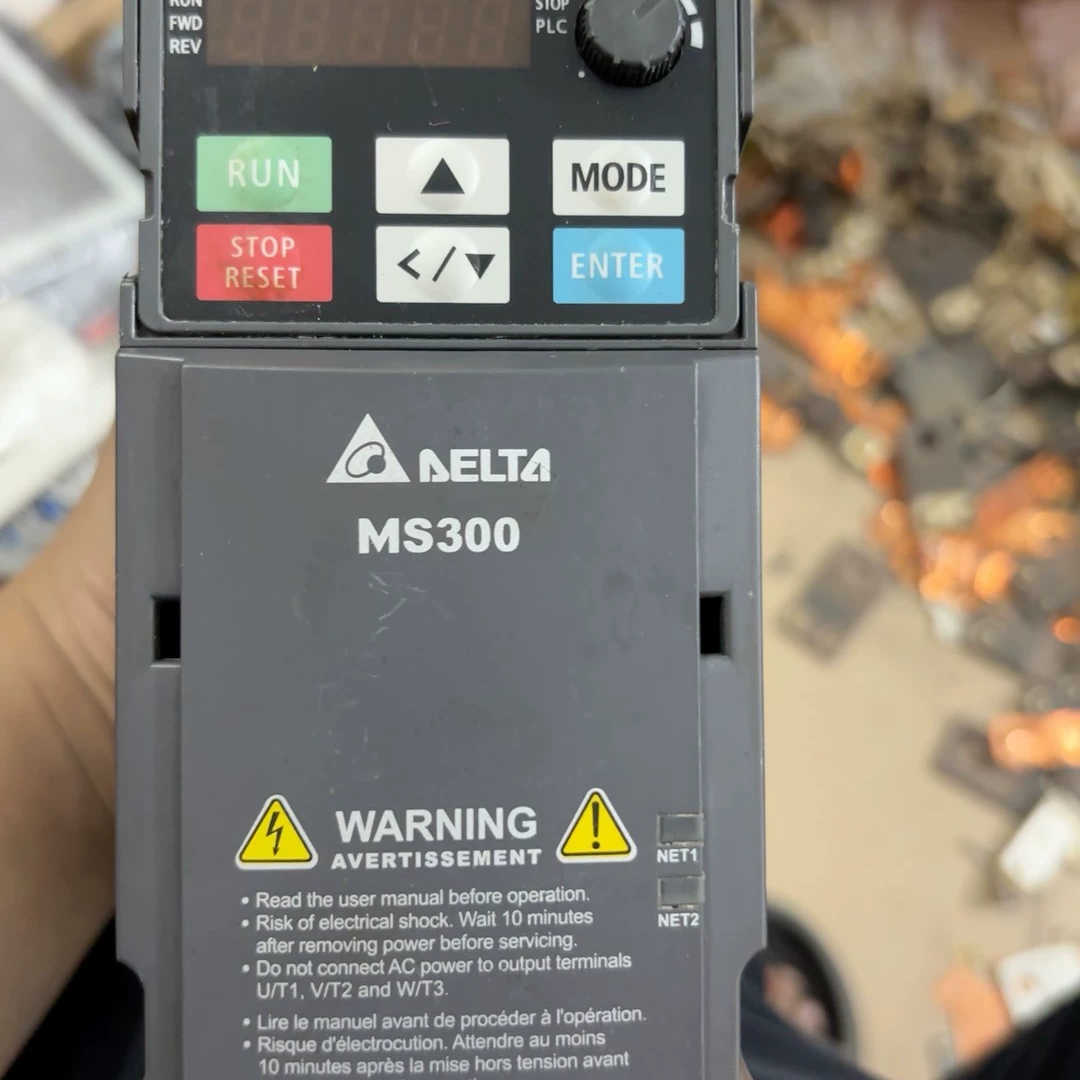 RUN
FWD
REV
STOP
PLC
RUN
MODE
STOP
RESET
</▼
ENTER
DELTA
MS300
WARNING
AVERTISSEMENT
NET1
NET2
• Read the user manual before operation.
• Risk of electrical shock. Wait 10 minutes
after removing power before servicing.
• Do not connect AC power to output terminals
U/T1, V/T2 and W/T3.
• Lire le manuel avant de procéder à l'opération.
• Risque d'électrocution. Attendre au moins
10 minutes après la mise hors tension avant